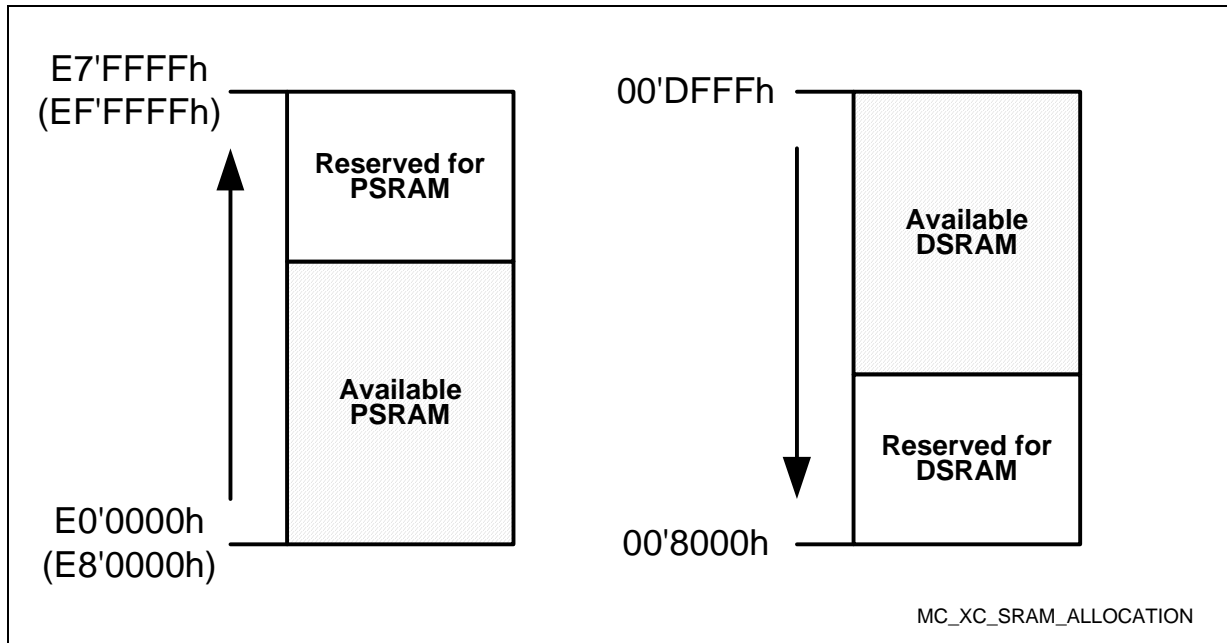 E7'FFFFh
(EF'FFFFh)
Reserved for
PSRAM
Available
PSRAM
E0'0000h
(E8'0000h)
00'DFFFh
Available
DSRAM
Reserved for
DSRAM
00'8000h
MC_XC_SRAM_ALLOCATION